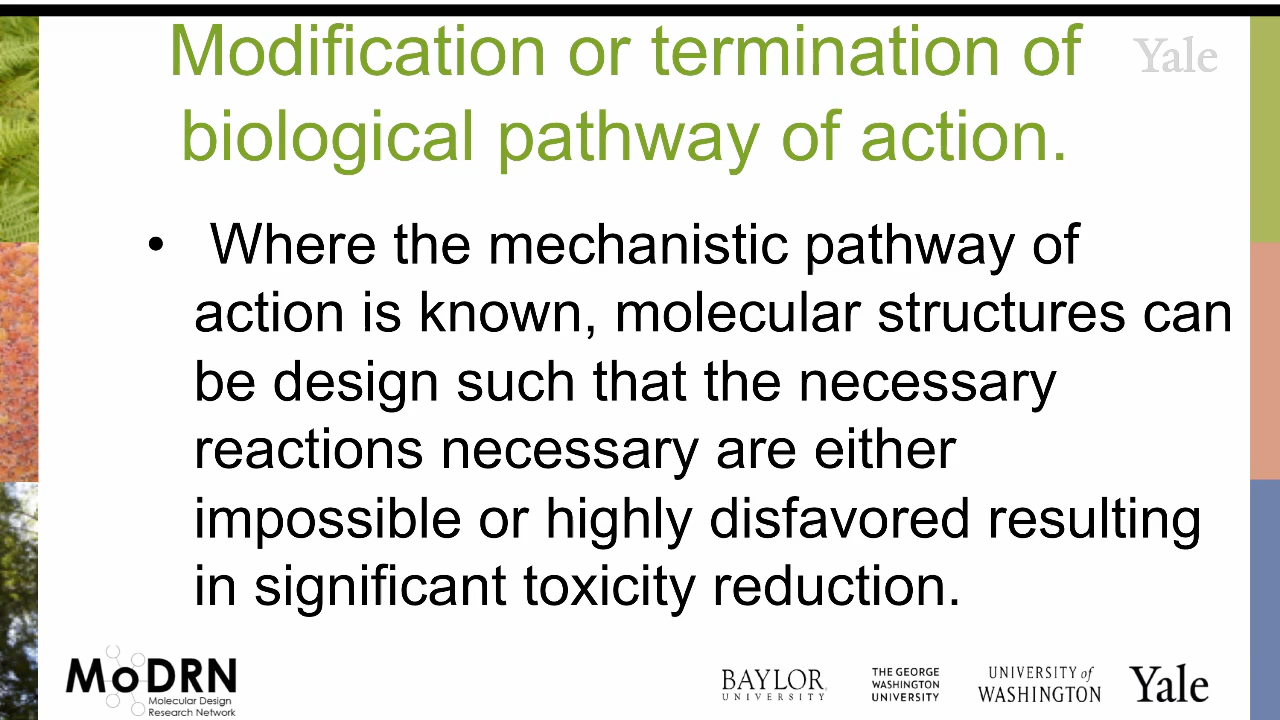 Modification or termination of
biological pathway of action.
Yale
• Where the mechanistic pathway of
action is known, molecular structures can
be design such that the necessary
reactions necessary are either
impossible or highly disfavored resulting
in significant toxicity reduction.
MoDRN
Molecular Design
Research Network
BAYLOR
UNIVERSITY
THE GEORGE
WASHINGTON
UNIVERSITY
UNIVERSITY of
WASHINGTON
Yale